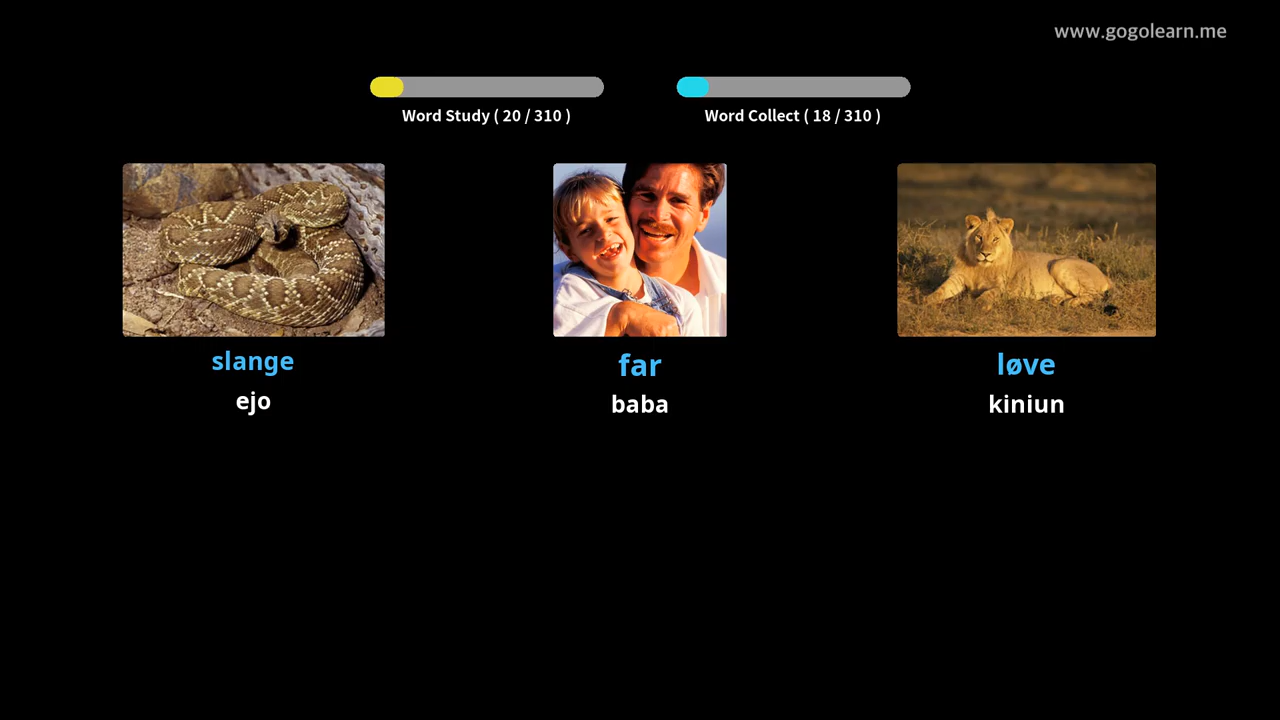 www.gogolearn.me
Word Study ( 20 / 310 )
Word Collect ( 18 / 310 )
slange
far
løve
ejo
baba
kiniun